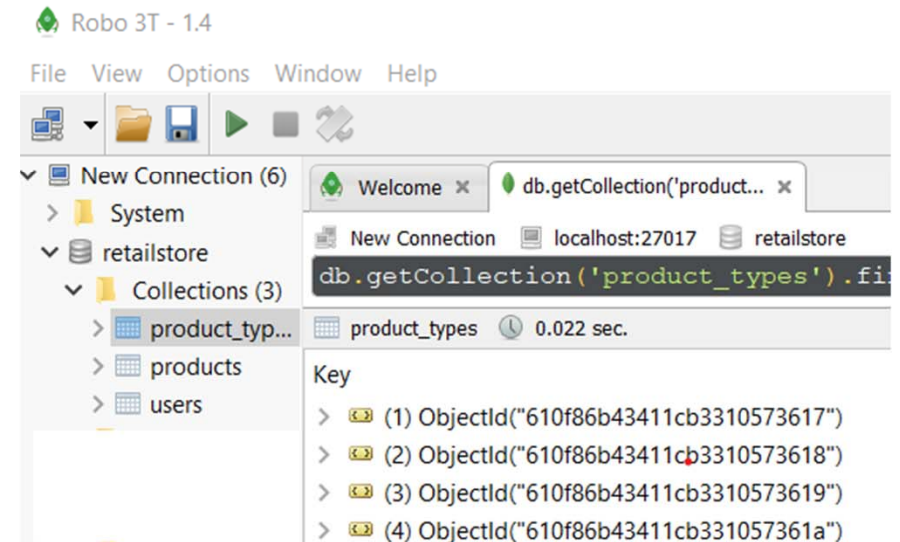 Robo 3T - 1.4
File View Options Window Help
New Connection (6)
System
retailstore
Collections (3)
product_typ...
products
users
Welcome
db.getCollection('product...
New Connection localhost:27017 retailstore
db.getCollection('product_types').fi
product_types 0.022 sec.
Key
(1) ObjectId("610f86b43411cb3310573617")
(2) ObjectId("610f86b43411cb3310573618")
(3) ObjectId("610f86b43411cb3310573619")
(4) ObjectId("610f86b43411cb331057361a")